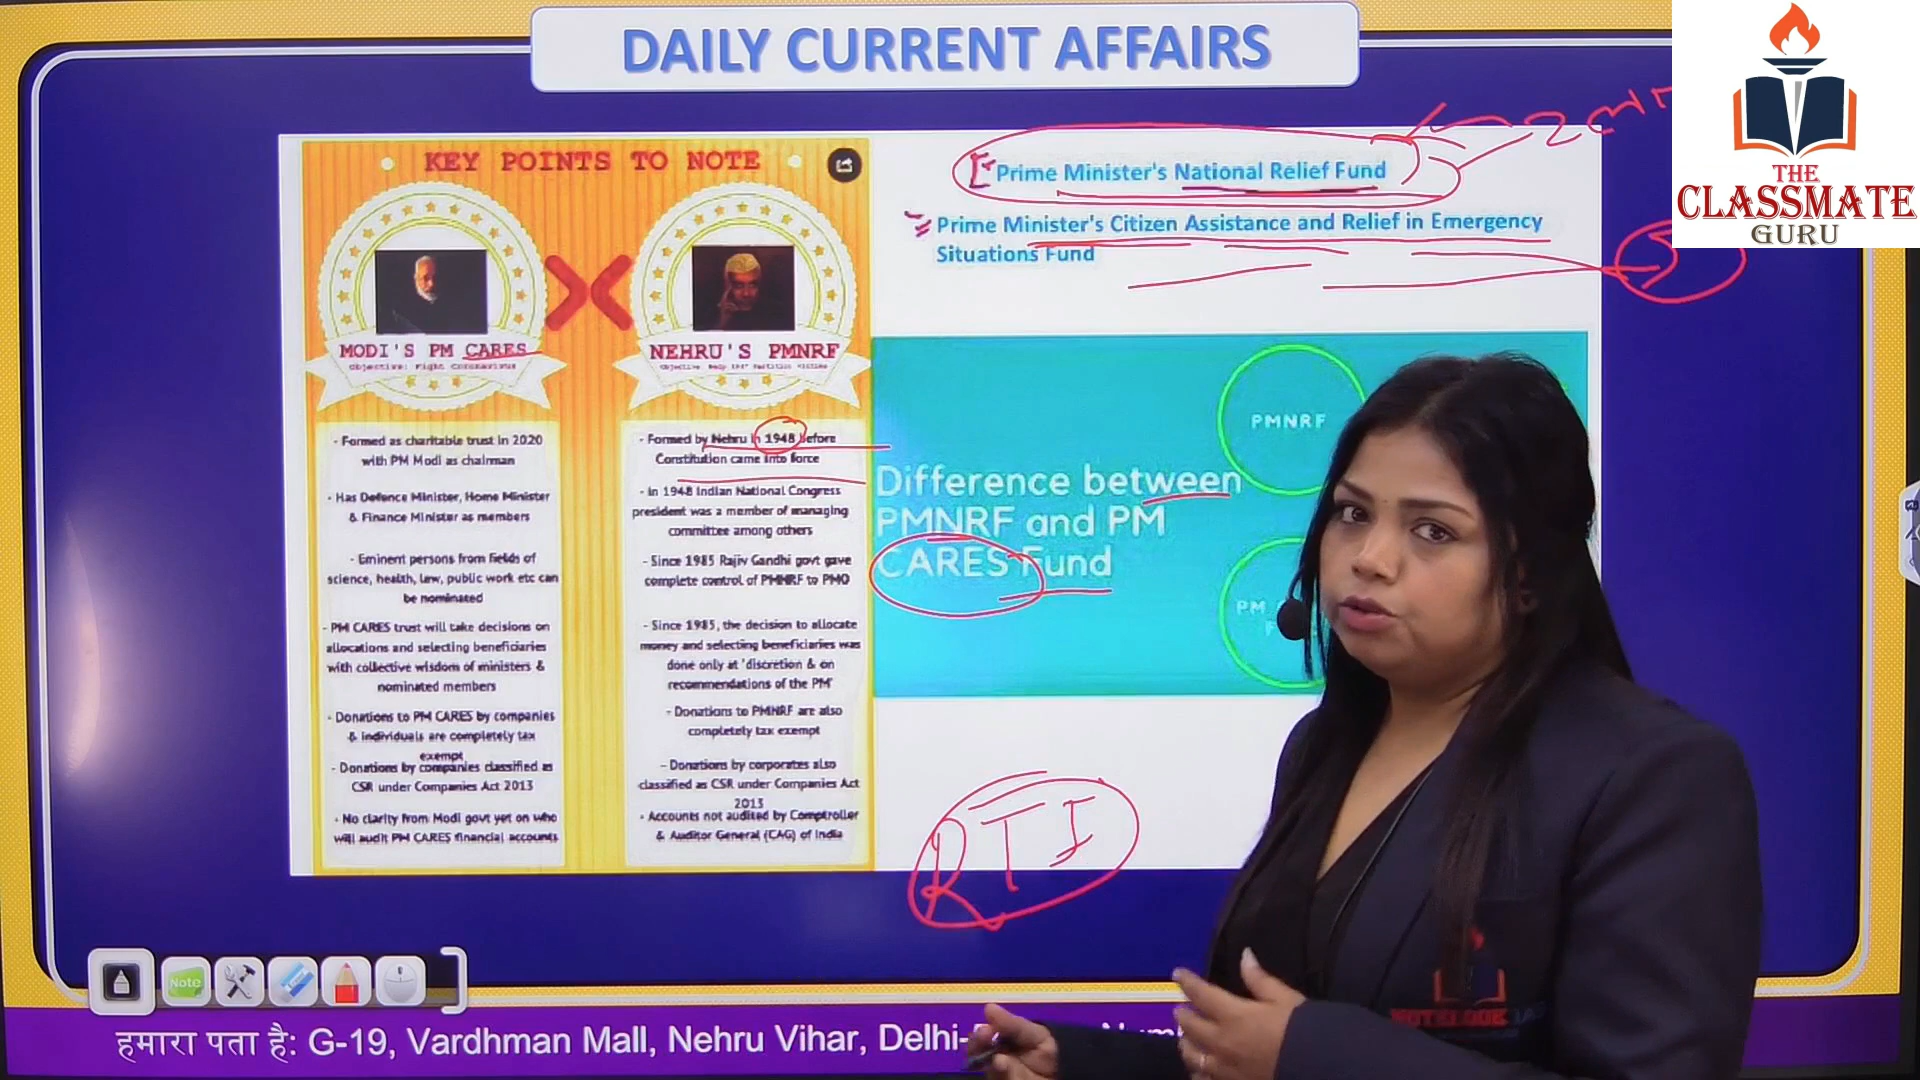 DAILY CURRENT AFFAIRS
THE
CLASSMATE
GURU
KEY POINTS TO NOTE
MODI'S PM CARES
Objective: Fight Coronavirus
- Formed as charitable trust in 2020
with PM Modi as chairman
- Has Defence Minister, Home Minister
& Finance Minister as members
- Eminent persons from fields of
science, health, law, public work etc can
be nominated
- PM CARES trust will take decisions on
allocations and selecting beneficiaries
with collective wisdom of ministers &
nominated members
- Donations to PM CARES by companies
& individuals are completely tax
exempt
- Donations by companies classified as
CSR under Companies Act 2013
- No clarity from Modi govt yet on who
will audit PM CARES financial accounts
NEHRU'S PMNRF
Objective: Help 1947 Partition Victims
- Formed by Nehru in 1948 before
Constitution came into force
- In 1948 Indian National Congress
president was a member of managing
committee among others
- Since 1985 Rajiv Gandhi govt gave
complete control of PMNRF to PMO
- Since 1985, the decision to allocate
money and selecting beneficiaries was
done only at 'discretion & on
recommendations of the PM'
- Donations to PMNRF are also
completely tax exempt
- Donations by corporates also
classified as CSR under Companies Act
2013
- Accounts not audited by Comptroller
& Auditor General (CAG) of India
Prime Minister's National Relief Fund
Prime Minister's Citizen Assistance and Relief in Emergency
Situations Fund
PMNRF
Difference between
PMNRF and PM
CARES Fund
PM
RTI
Note
हमारा पता है: G-19, Vardhman Mall, Nehru Vihar, Delhi-